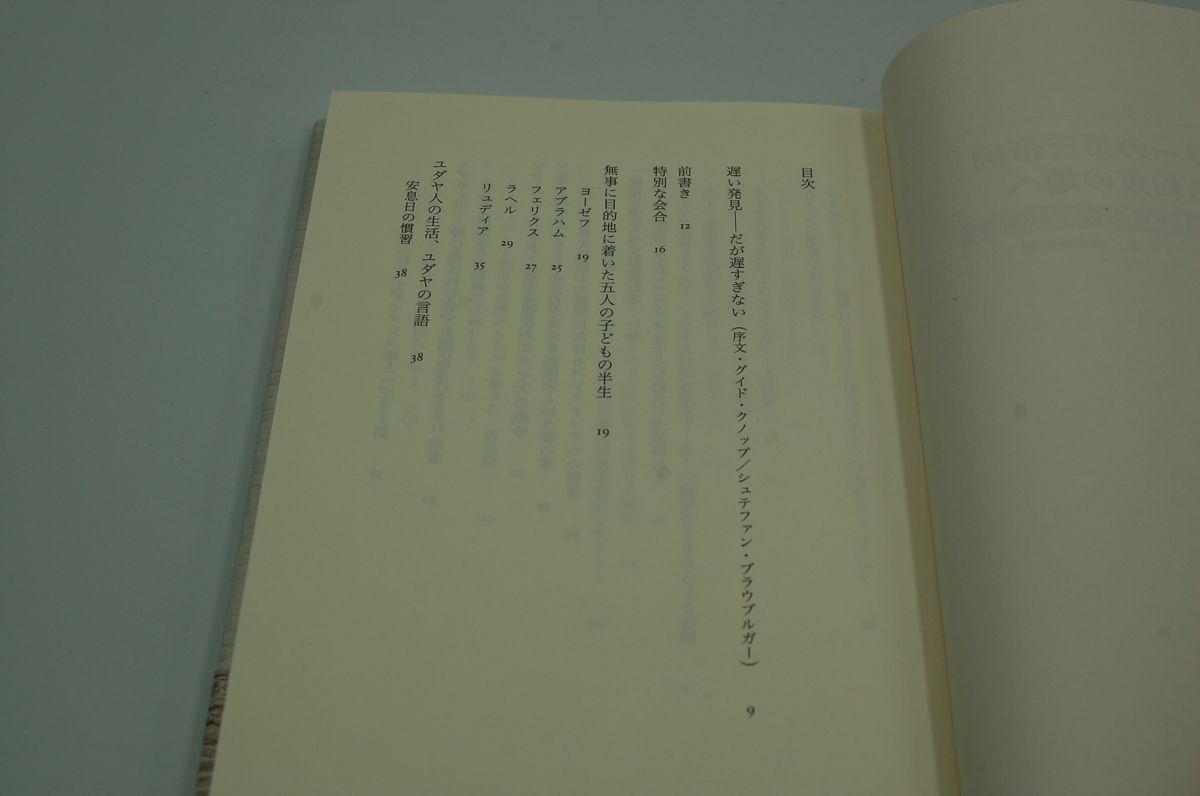 目次
遅い発見――だが遅すぎない(序文・グイド・クノップ/シュテファン・ブラウブルガー) 9
前書き 12
特別な会合 16
無事に目的地に着いた五人の子どもの半生 19
ヨーゼフ 19
アブラハム 25
フェリクス 27
ラヘル 29
リュディア 35
ユダヤ人の生活、ユダヤの言語 38
安息日の慣習 38